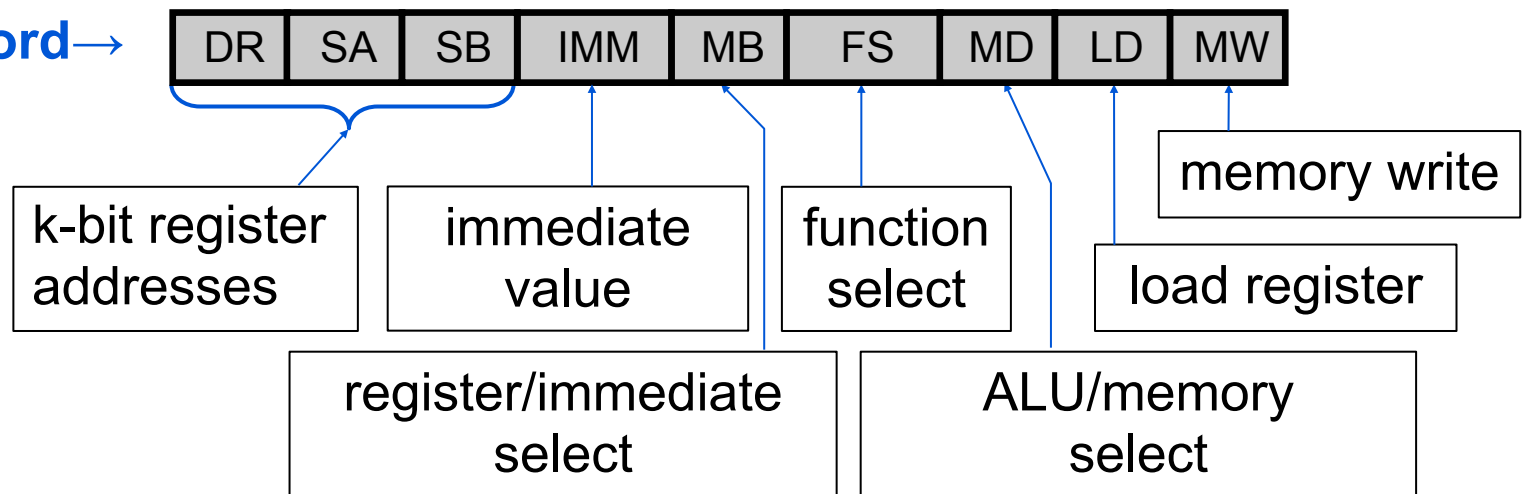 ord→ DR SA SB IMM MB FS MD LD MW
memory write
k-bit register
addresses
immediate
value
function
select
load register
register/immediate
select
ALU/memory
select